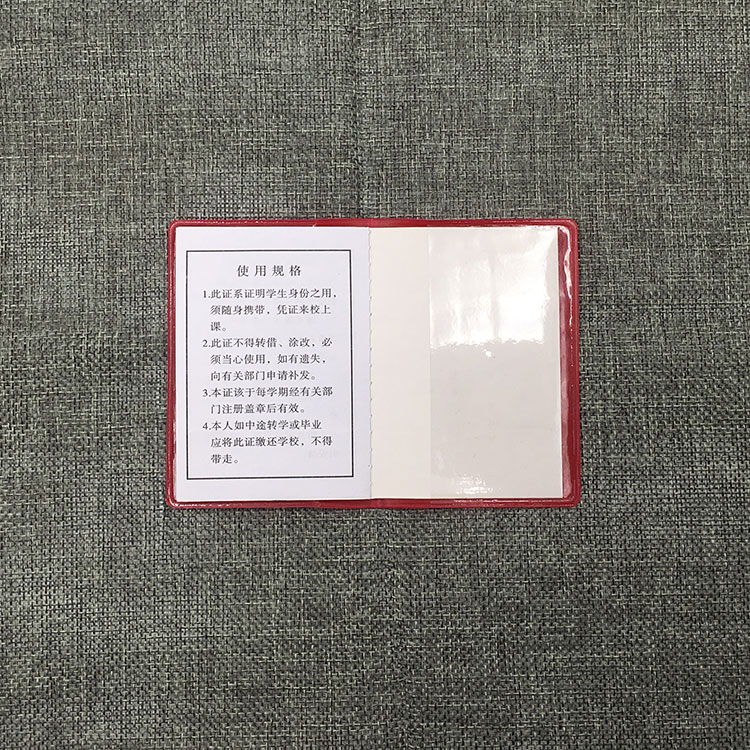 使用规格
1.此证系证明学生身份之用，
须随身携带，凭证来校上
课。
2.此证不得转借、涂改，必
须当心使用，如有遗失，
向有关部门申请补发。
3.本证该于每学期经有关部
门注册盖章后有效。
4.本人如中途转学或毕业
应将此证缴还学校，不得
带走。